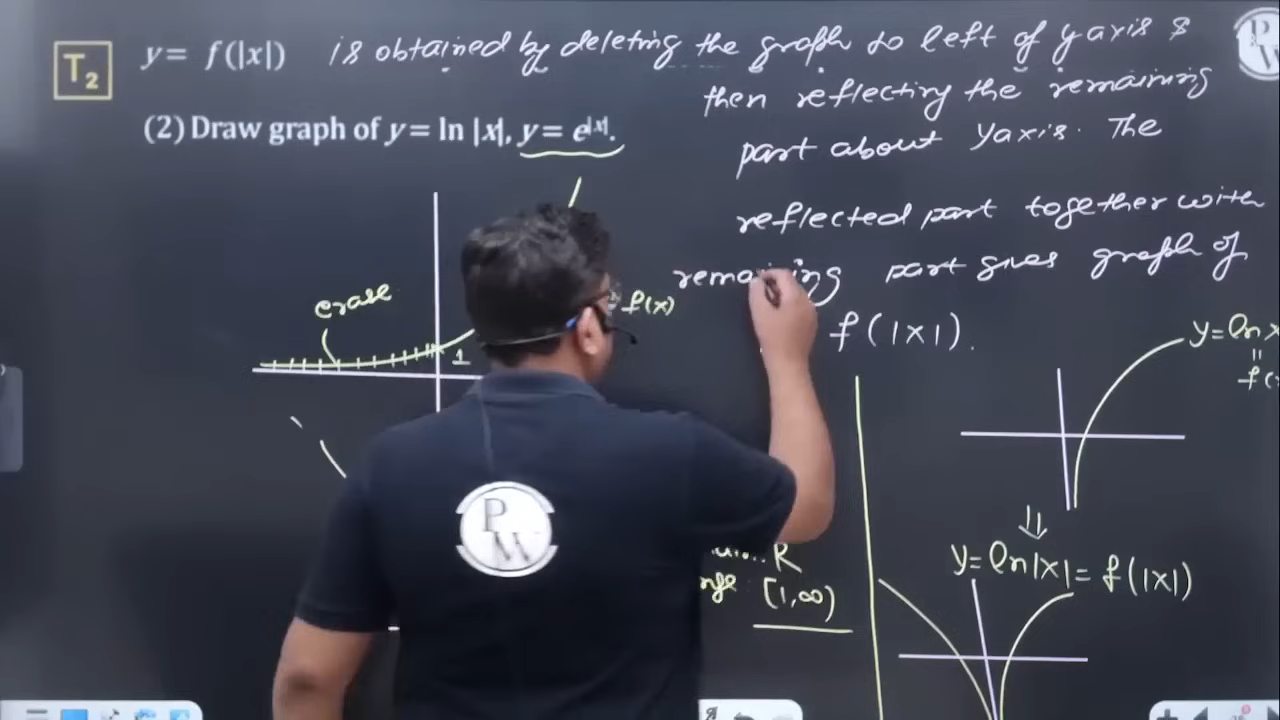 T2 y = f(|x|) is obtained by deleting the graph to left of y axis &
then reflecting the remaining
(2) Draw graph of y = ln |x|, y = e^|x|.
part about y axis. The
reflected part together with
remaining part gives graph of
f(|x|).
erase
f(x)
1
y = ln x
=
y = ln|x| = f(|x|)
R
[1,∞)
PW
PW